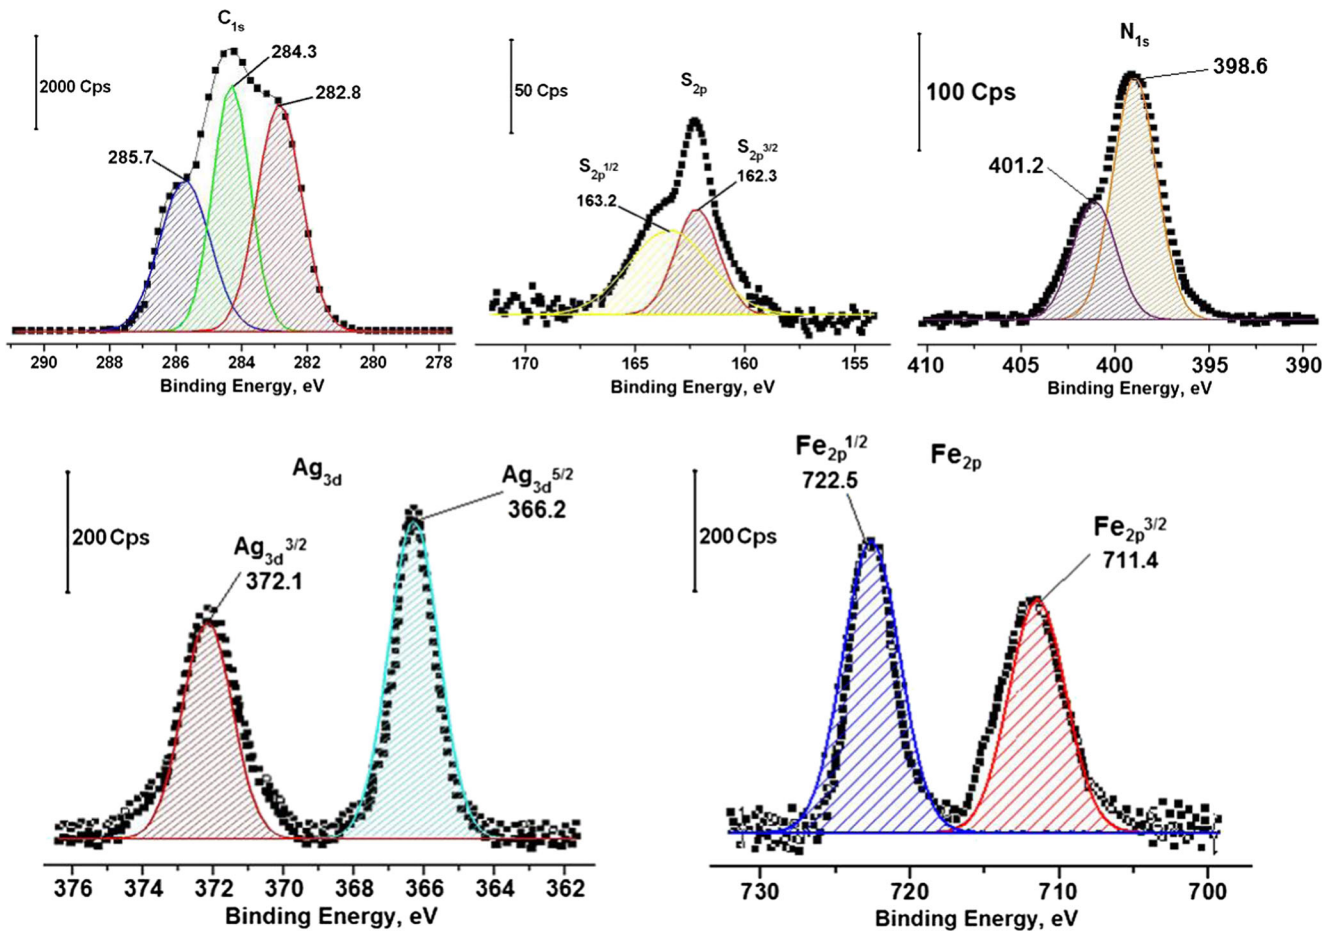 C1s
2000 Cps
284.3
282.8
285.7
290 288 286 284 282 280 278
Binding Energy, eV
50 Cps
S2p
S2p1/2
163.2
S2p3/2
162.3
170 165 160 155
Binding Energy, eV
N1s
100 Cps
398.6
401.2
410 405 400 395 390
Binding Energy, eV
Ag3d
200 Cps
Ag3d5/2
366.2
Ag3d3/2
372.1
376 374 372 370 368 366 364 362
Binding Energy, eV
Fe2p1/2
722.5
Fe2p
200 Cps
Fe2p3/2
711.4
730 720 710 700
Binding Energy, eV